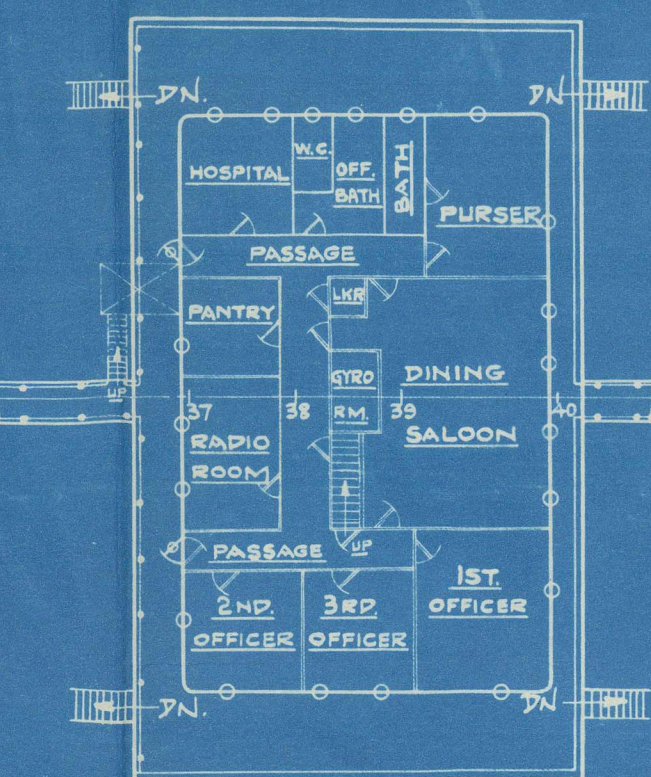 DN.
DN
HOSPITAL
W.C.
OFF.
BATH
BATH
PURSER
PASSAGE
PANTRY
LKR
GYRO
RM.
DINING
SALOON
UP
37
38
39
40
RADIO
ROOM
PASSAGE
UP
2ND.
OFFICER
3RD.
OFFICER
1ST.
OFFICER
DN.
DN